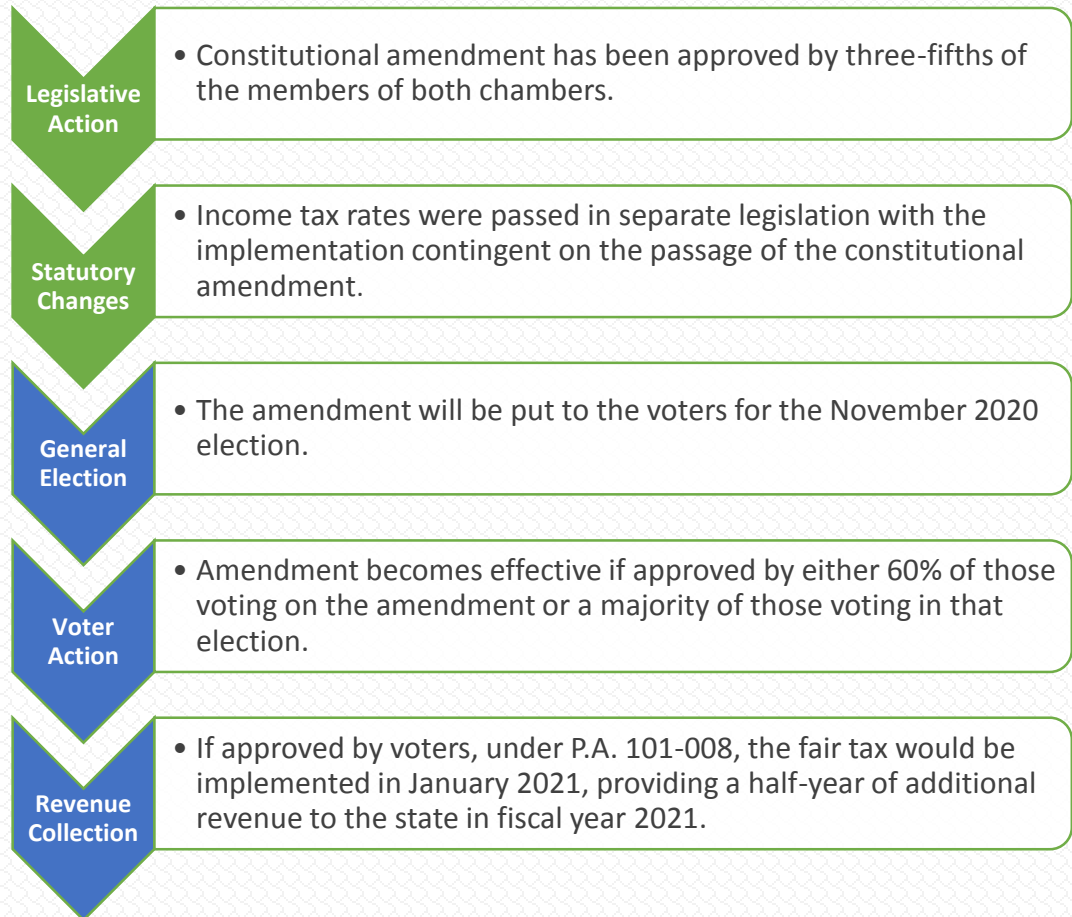 Legislative
Action
• Constitutional amendment has been approved by three-fifths of
the members of both chambers.
Statutory
Changes
• Income tax rates were passed in separate legislation with the
implementation contingent on the passage of the constitutional
amendment.
General
Election
• The amendment will be put to the voters for the November 2020
election.
Voter
Action
• Amendment becomes effective if approved by either 60% of those
voting on the amendment or a majority of those voting in that
election.
Revenue
Collection
• If approved by voters, under P.A. 101-008, the fair tax would be
implemented in January 2021, providing a half-year of additional
revenue to the state in fiscal year 2021.